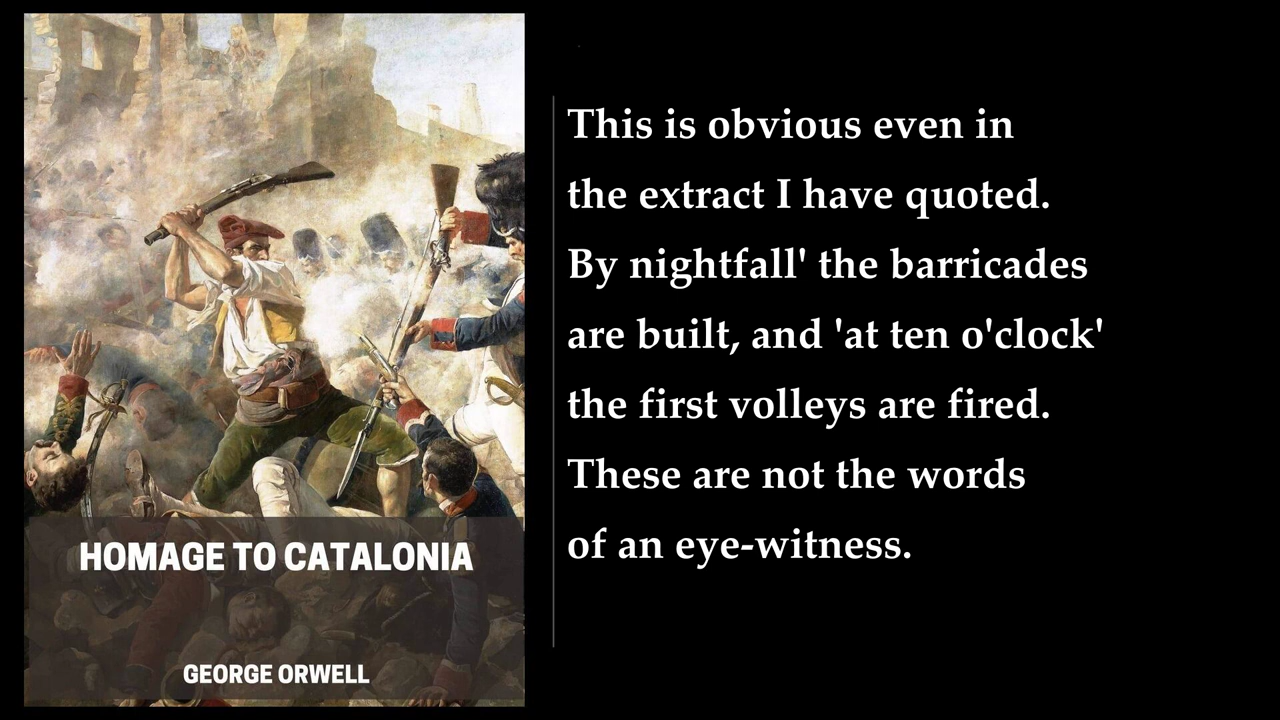 HOMAGE TO CATALONIA
GEORGE ORWELL
This is obvious even in
the extract I have quoted.
By nightfall' the barricades
are built, and 'at ten o'clock'
the first volleys are fired.
These are not the words
of an eye-witness.